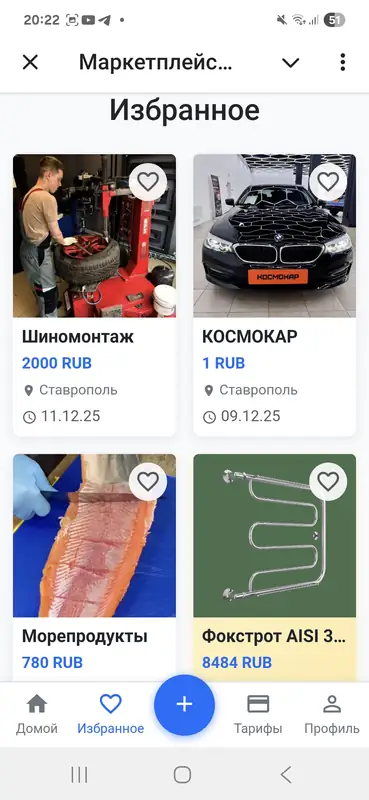 20:22
51
Маркетплейс...
Избранное
КОСМОКАР
Шиномонтаж
2000 RUB
Ставрополь
11.12.25
КОСМОКАР
1 RUB
Ставрополь
09.12.25
Морепродукты
780 RUB
Фокстрот AISI 3...
8484 RUB
Домой
Избранное
Тарифы
Профиль